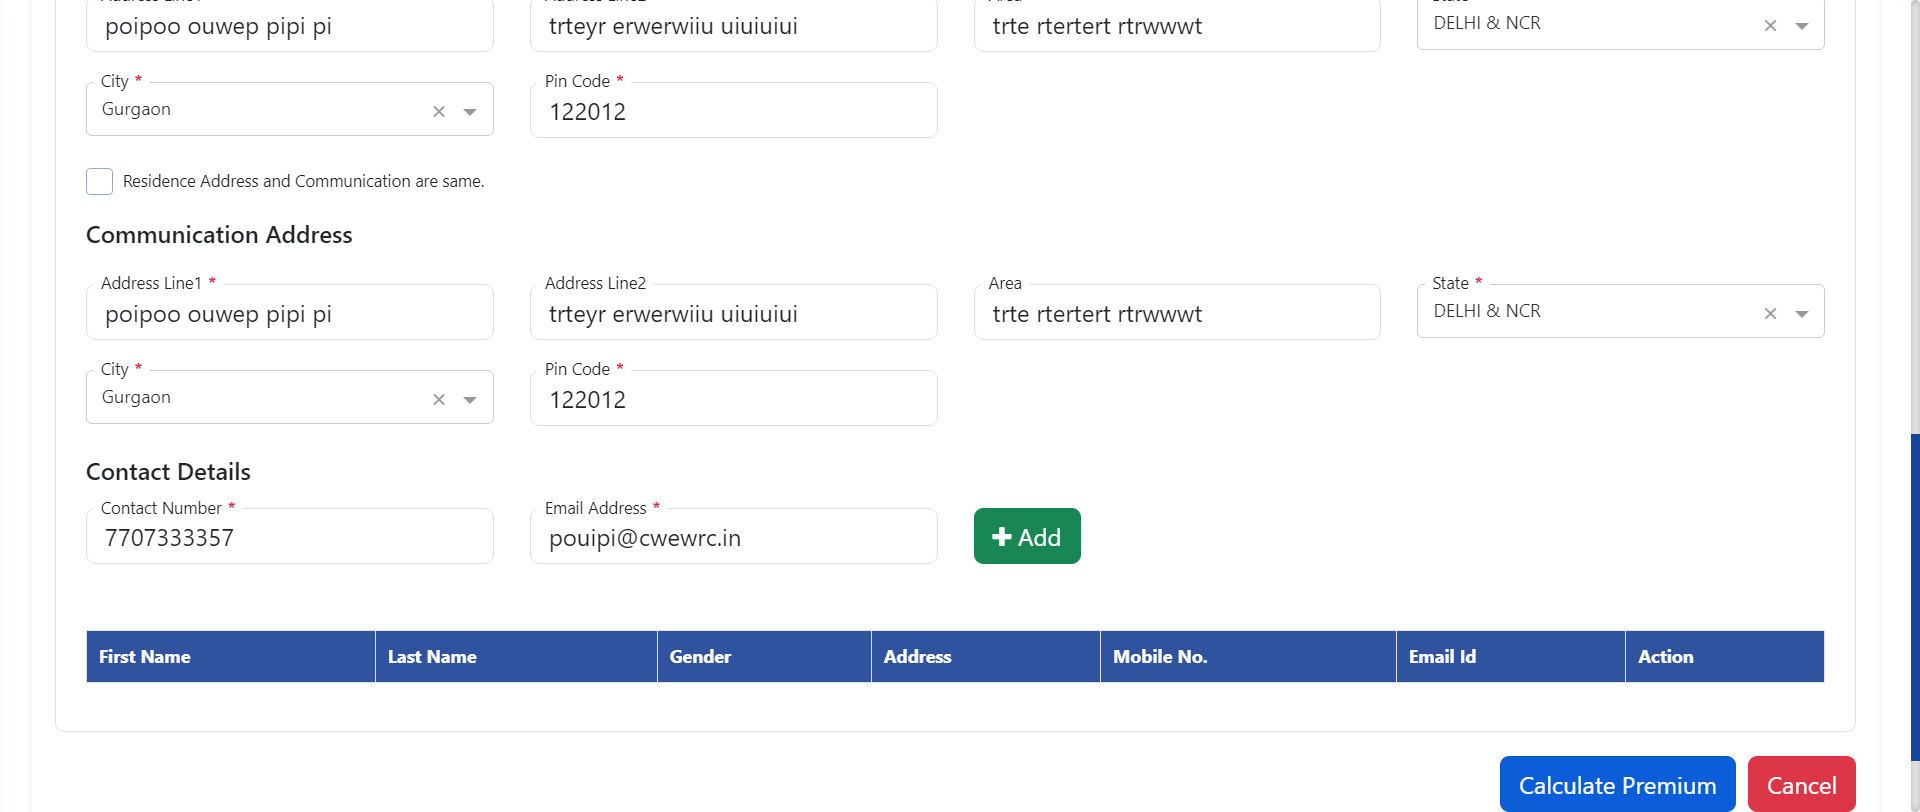 poipoo ouwep pipi pi
trteyr erwerwiiu uiuiuiui
trte rtertert rtrwwwt
DELHI & NCR
City *
Gurgaon
Pin Code *
122012
Residence Address and Communication are same.
Communication Address
Address Line1 *
poipoo ouwep pipi pi
Address Line2
trteyr erwerwiiu uiuiuiui
Area
trte rtertert rtrwwwt
State *
DELHI & NCR
City *
Gurgaon
Pin Code *
122012
Contact Details
Contact Number *
7707333357
Email Address *
pouipi@cwewrc.in
Add
First Name
Last Name
Gender
Address
Mobile No.
Email Id
Action
Calculate Premium
Cancel